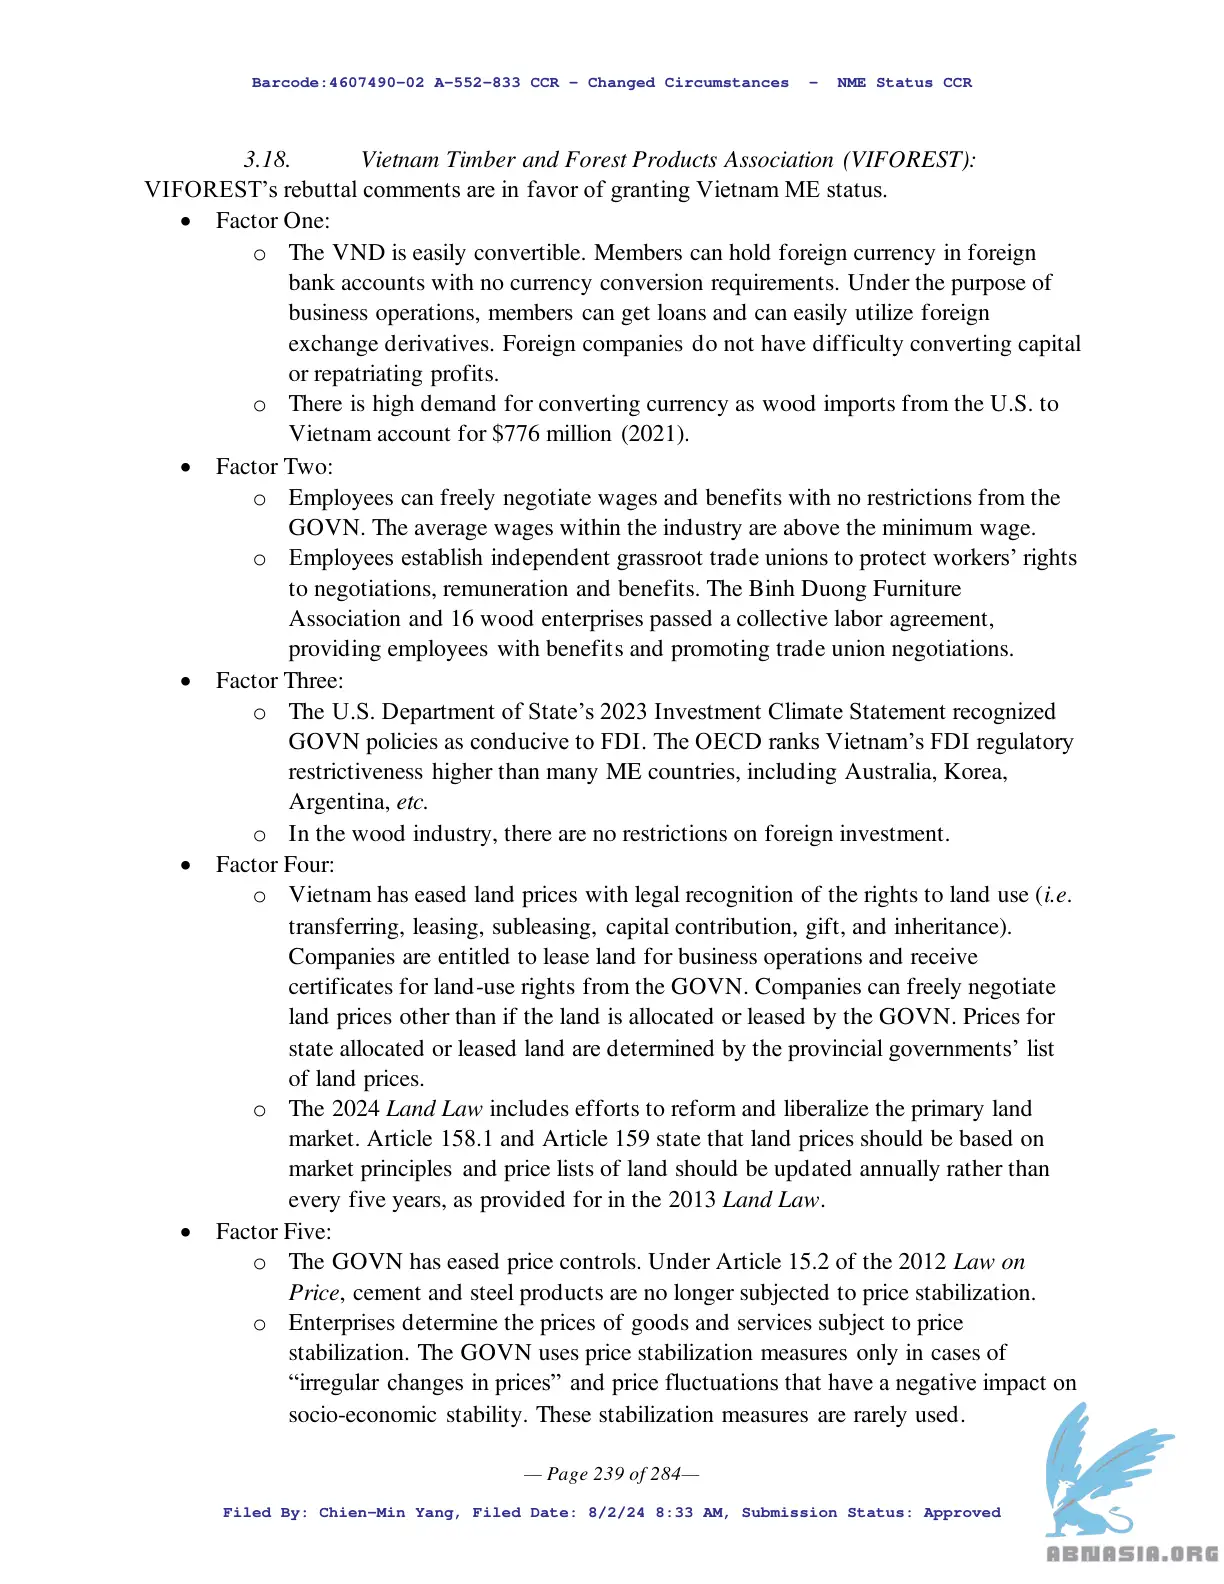 Barcode:4607490-02 A-552-833 CCR - Changed Circumstances - NME Status CCR
3.18. Vietnam Timber and Forest Products Association (VIFOREST):
VIFOREST’s rebuttal comments are in favor of granting Vietnam ME status.
• Factor One:
o The VND is easily convertible. Members can hold foreign currency in foreign
bank accounts with no currency conversion requirements. Under the purpose of
business operations, members can get loans and can easily utilize foreign
exchange derivatives. Foreign companies do not have difficulty converting capital
or repatriating profits.
o There is high demand for converting currency as wood imports from the U.S. to
Vietnam account for $776 million (2021).
• Factor Two:
o Employees can freely negotiate wages and benefits with no restrictions from the
GOVN. The average wages within the industry are above the minimum wage.
o Employees establish independent grassroot trade unions to protect workers’ rights
to negotiations, remuneration and benefits. The Binh Duong Furniture
Association and 16 wood enterprises passed a collective labor agreement,
providing employees with benefits and promoting trade union negotiations.
• Factor Three:
o The U.S. Department of State’s 2023 Investment Climate Statement recognized
GOVN policies as conducive to FDI. The OECD ranks Vietnam’s FDI regulatory
restrictiveness higher than many ME countries, including Australia, Korea,
Argentina, etc.
o In the wood industry, there are no restrictions on foreign investment.
• Factor Four:
o Vietnam has eased land prices with legal recognition of the rights to land use (i.e.
transferring, leasing, subleasing, capital contribution, gift, and inheritance).
Companies are entitled to lease land for business operations and receive
certificates for land-use rights from the GOVN. Companies can freely negotiate
land prices other than if the land is allocated or leased by the GOVN. Prices for
state allocated or leased land are determined by the provincial governments’ list
of land prices.
o The 2024 Land Law includes efforts to reform and liberalize the primary land
market. Article 158.1 and Article 159 state that land prices should be based on
market principles and price lists of land should be updated annually rather than
every five years, as provided for in the 2013 Land Law.
• Factor Five:
o The GOVN has eased price controls. Under Article 15.2 of the 2012 Law on
Price, cement and steel products are no longer subjected to price stabilization.
o Enterprises determine the prices of goods and services subject to price
stabilization. The GOVN uses price stabilization measures only in cases of
“irregular changes in prices” and price fluctuations that have a negative impact on
socio-economic stability. These stabilization measures are rarely used.
— Page 239 of 284—
Filed By: Chien-Min Yang, Filed Date: 8/2/24 8:33 AM, Submission Status: Approved
ABNASIA.ORG